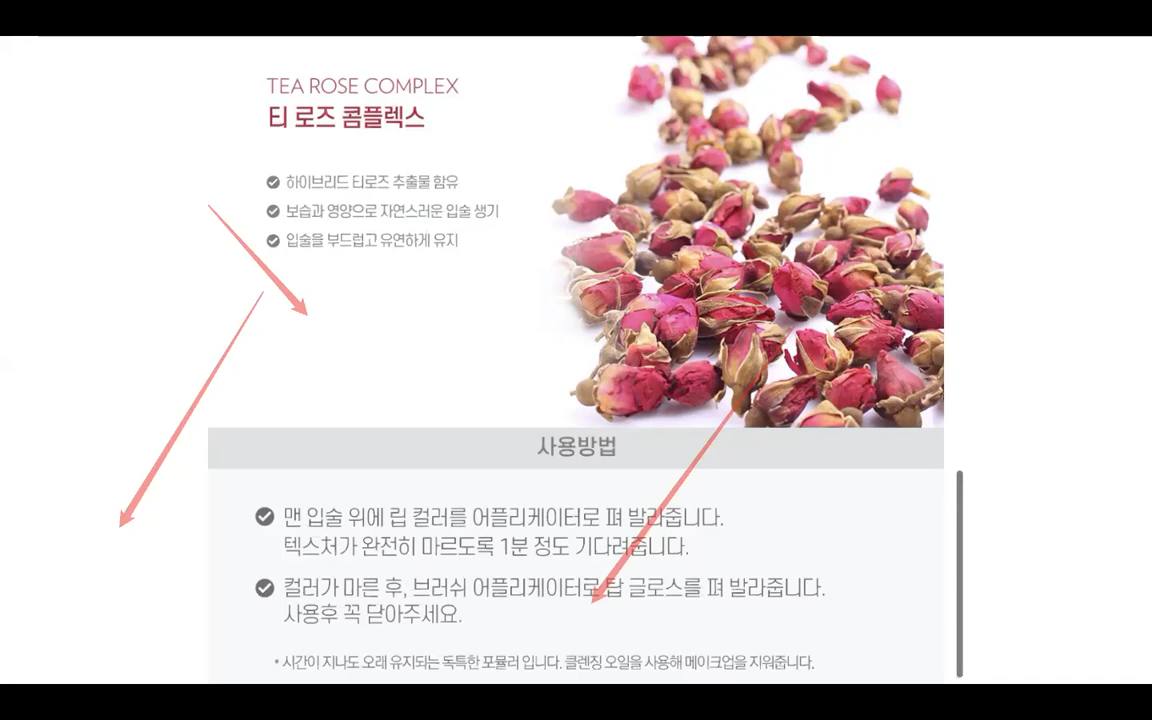 TEA ROSE COMPLEX
티 로즈 콤플렉스
하이브리드 티로즈 추출물 함유
보습과 영양으로 자연스러운 입술 생기
입술을 부드럽고 유연하게 유지
사용방법
맨 입술 위에 립 컬러를 어플리케이터로 펴 발라줍니다.
텍스처가 완전히 마르도록 1분 정도 기다려줍니다.
컬러가 마른 후, 브러쉬 어플리케이터로 탑 글로스를 펴 발라줍니다.
사용후 꼭 닫아주세요.
* 시간이 지나도 오래 유지되는 독특한 포뮬러 입니다. 클렌징 오일을 사용해 메이크업을 지워줍니다.